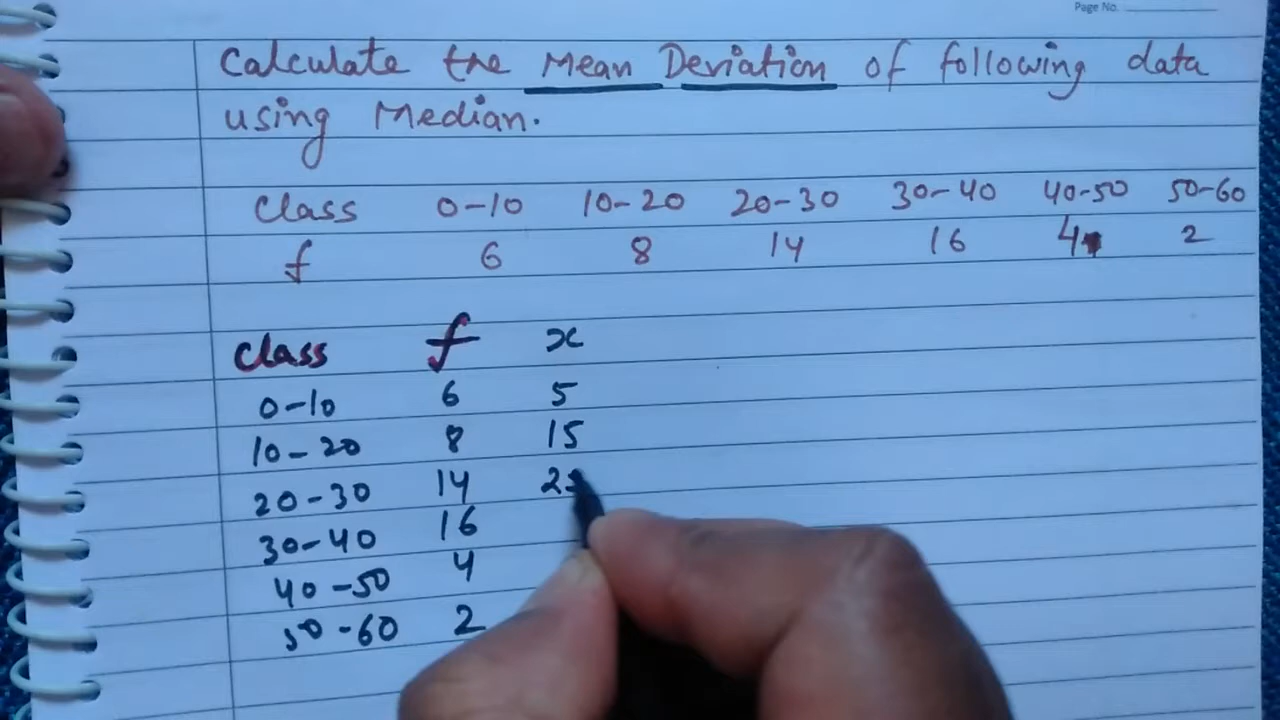 Page No.
Calculate the Mean Deviation of following data
using Median.
Class 0-10 10-20 20-30 30-40 40-50 50-60
f 6 8 14 16 4 2
Class f x
0-10 6 5
10-20 8 15
20-30 14
30-40 16
40-50 4
50-60 2